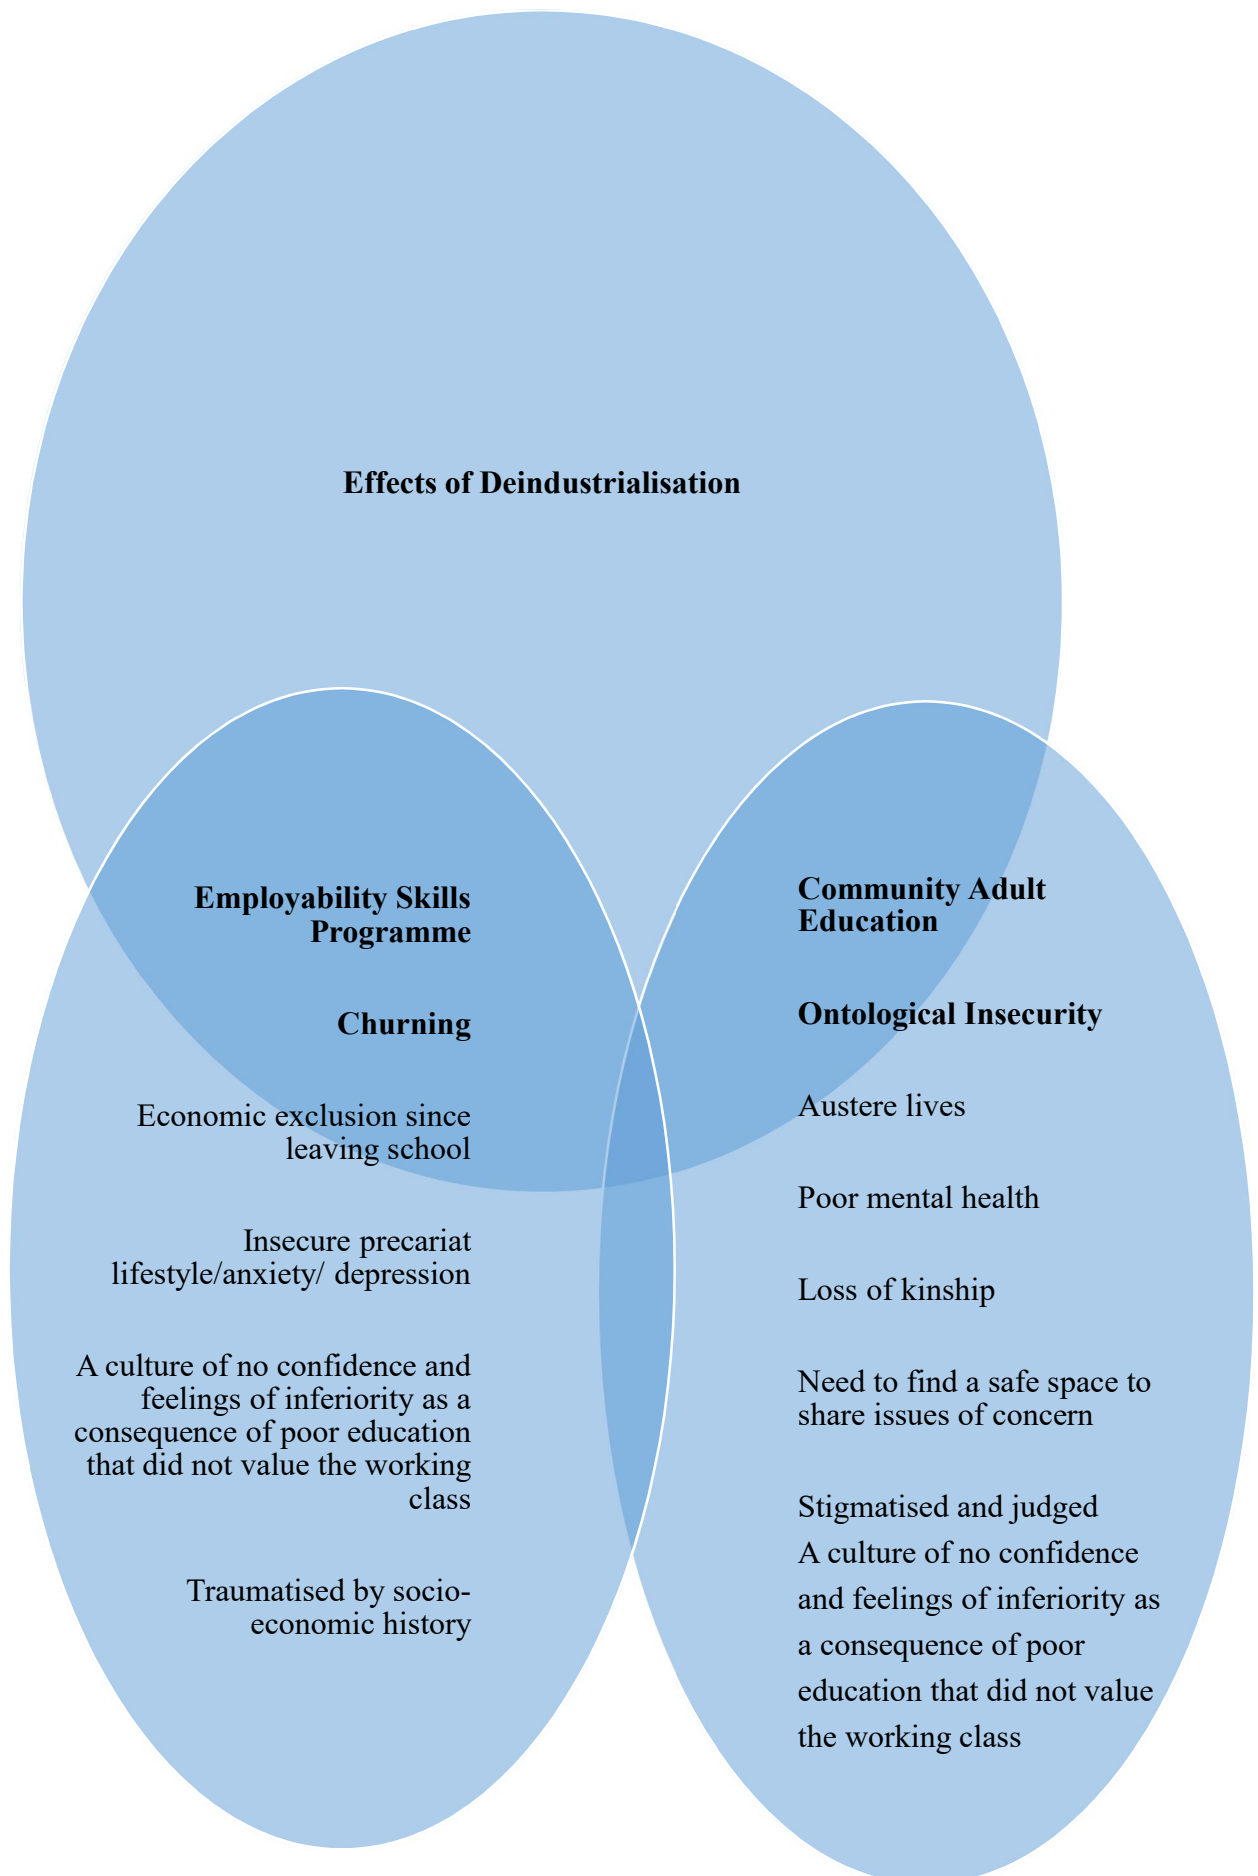 Effects of Deindustrialisation
Employability Skills
Programme
Churning
Economic exclusion since
leaving school
Insecure precariat
lifestyle/anxiety/ depression
A culture of no confidence and
feelings of inferiority as a
consequence of poor education
that did not value the working
class
Traumatised by socio-
economic history
Community Adult
Education
Ontological Insecurity
Austere lives
Poor mental health
Loss of kinship
Need to find a safe space to
share issues of concern
Stigmatised and judged
A culture of no confidence
and feelings of inferiority as
a consequence of poor
education that did not value
the working class